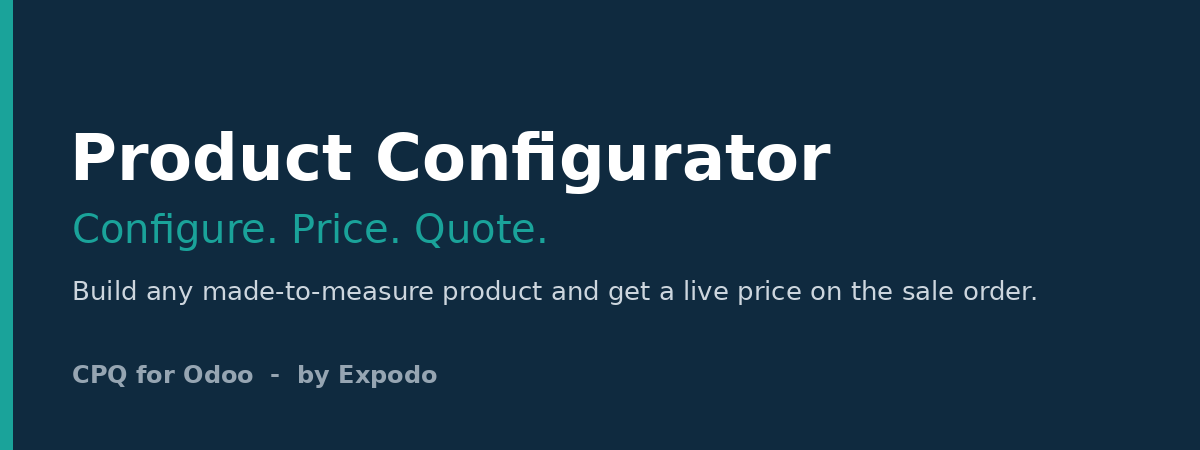 Product Configurator
Configure. Price. Quote.
Build any made-to-measure product and get a live price on the sale order.
CPQ for Odoo - by Expodo